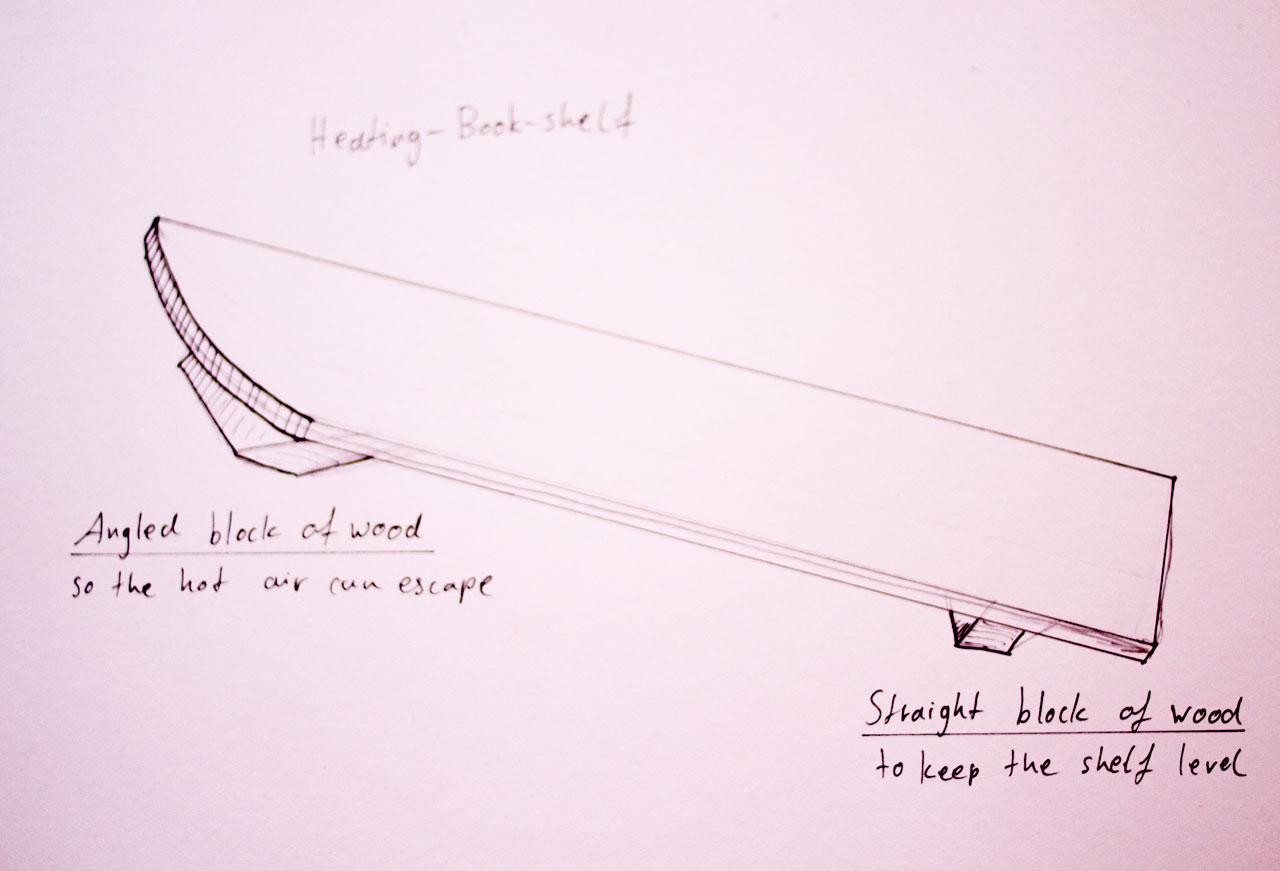 Heating-Book-shelf
Angled block of wood
so the hot air can escape
Straight block of wood
to keep the shelf level